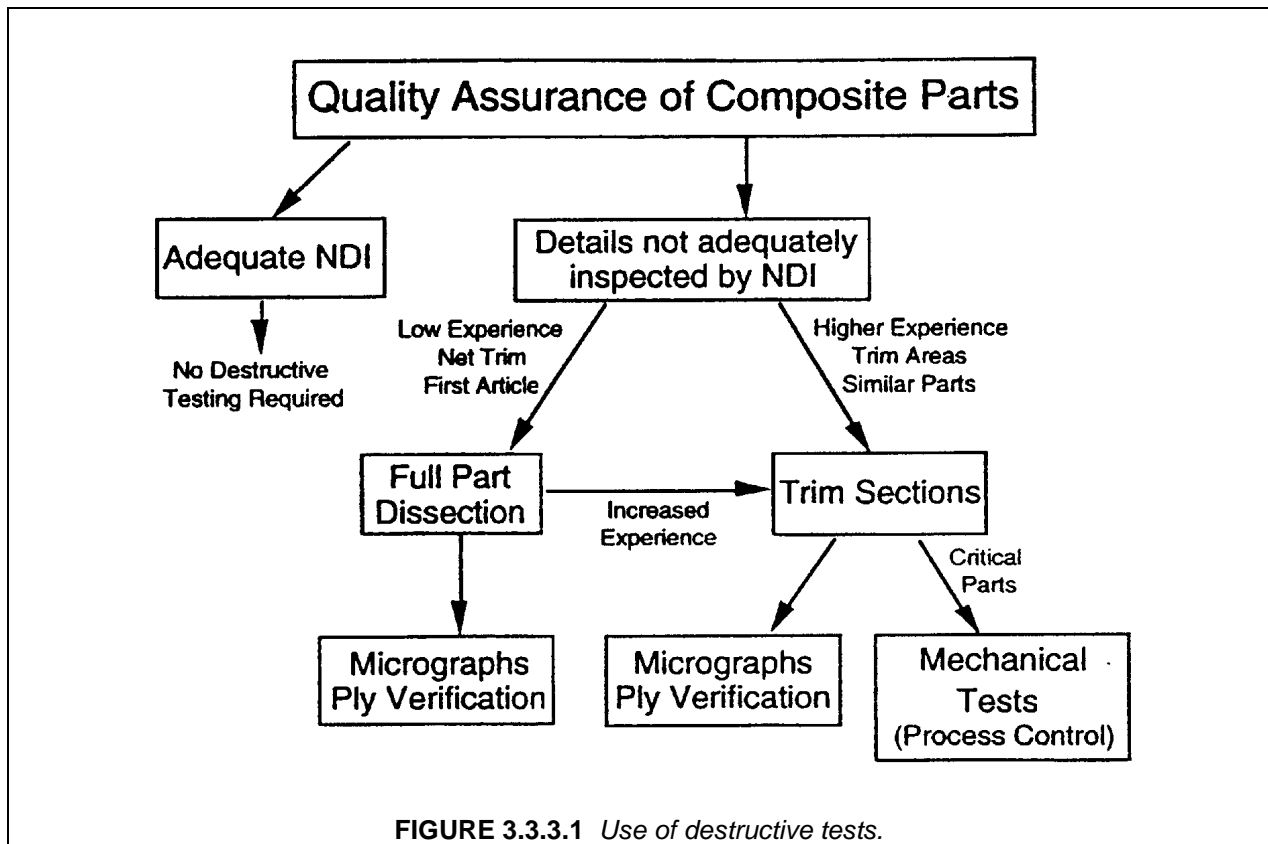 Quality Assurance of Composite Parts
Adequate NDI
Details not adequately
inspected by NDI
No Destructive
Testing Required
Low Experience
Net Trim
First Article
Higher Experience
Trim Areas
Similar Parts
Full Part
Dissection
Increased
Experience
Trim Sections
Critical
Parts
Micrographs
Ply Verification
Micrographs
Ply Verification
Mechanical
Tests
(Process Control)
FIGURE 3.3.3.1 Use of destructive tests.